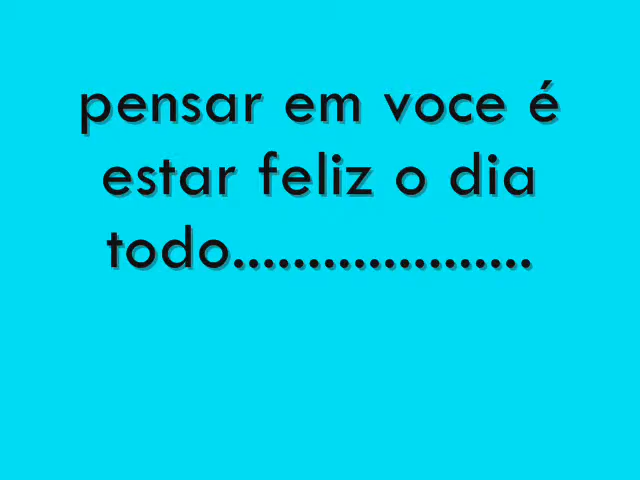 pensar em voce é
estar feliz o dia
todo....................